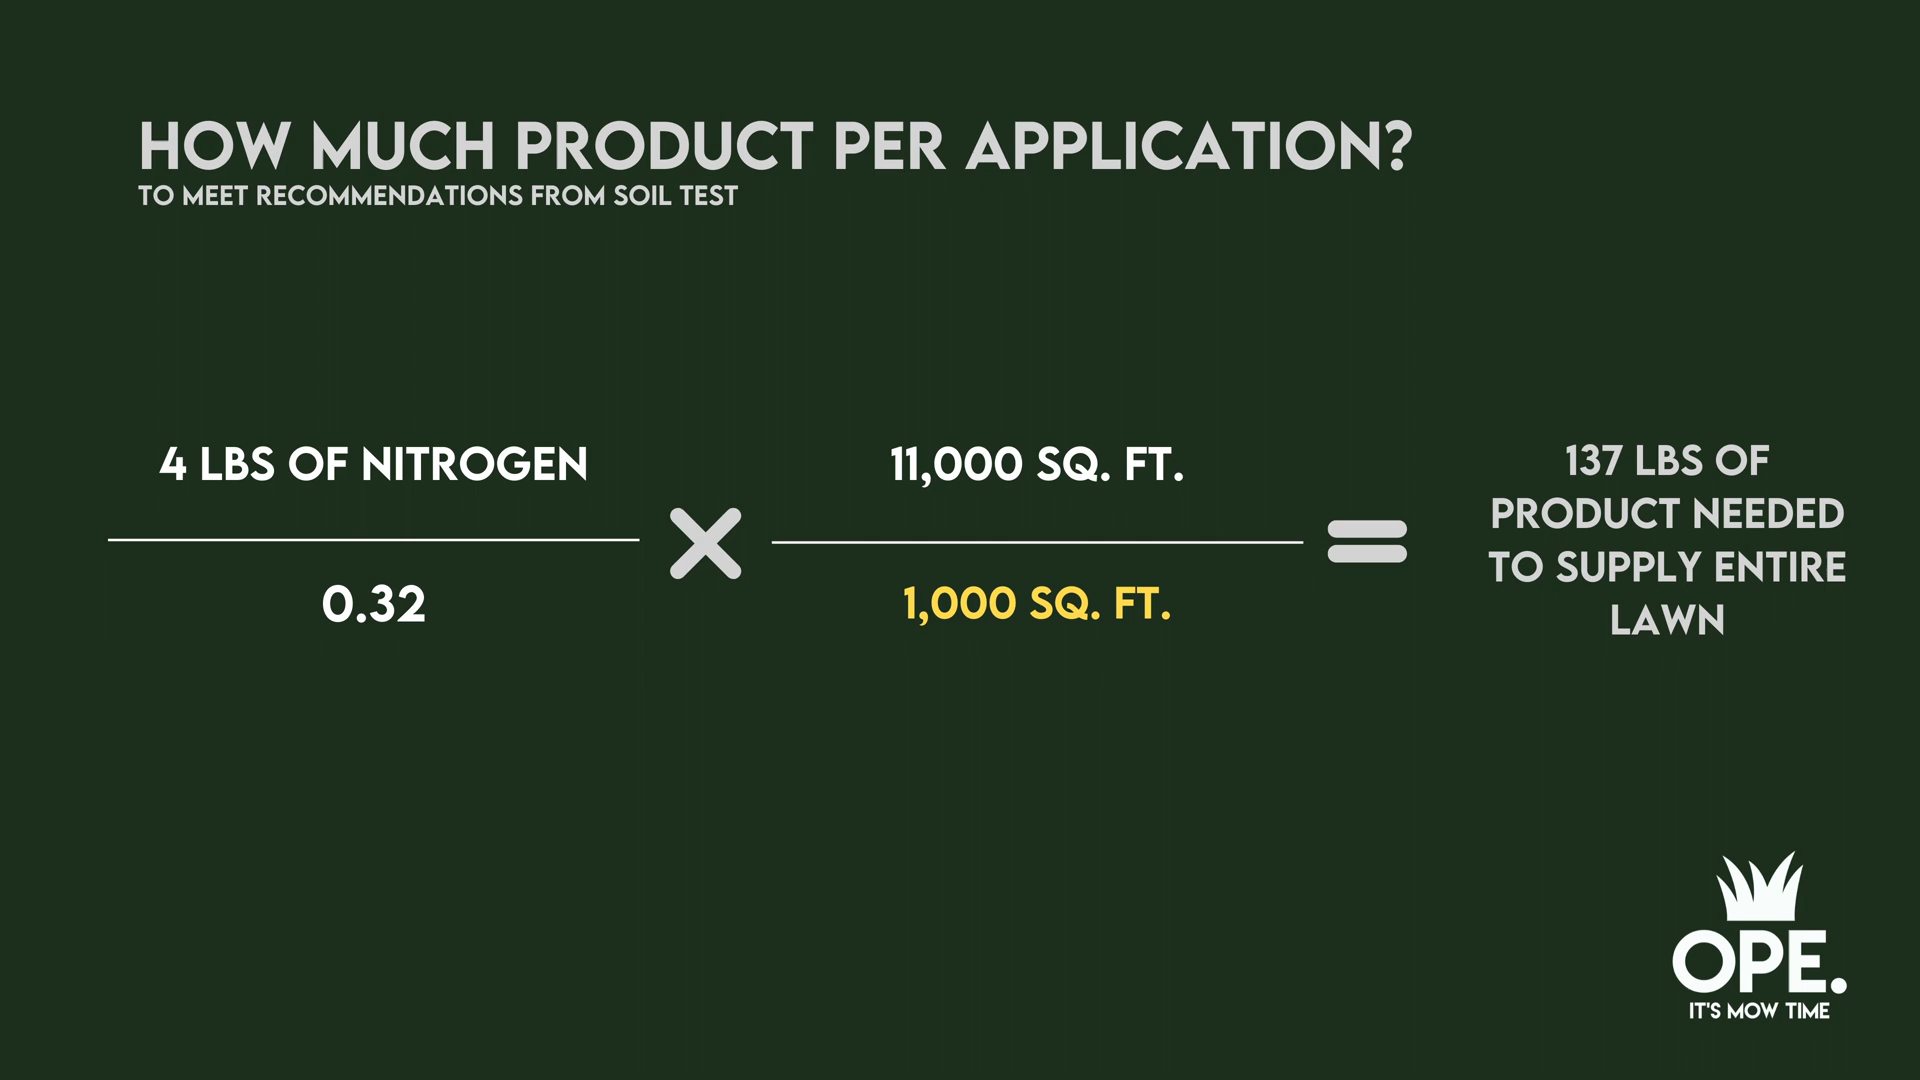 HOW MUCH PRODUCT PER APPLICATION?
TO MEET RECOMMENDATIONS FROM SOIL TEST
4 LBS OF NITROGEN
0.32
11,000 SQ. FT.
1,000 SQ. FT.
137 LBS OF
PRODUCT NEEDED
TO SUPPLY ENTIRE
LAWN
OPE.
IT'S MOW TIME